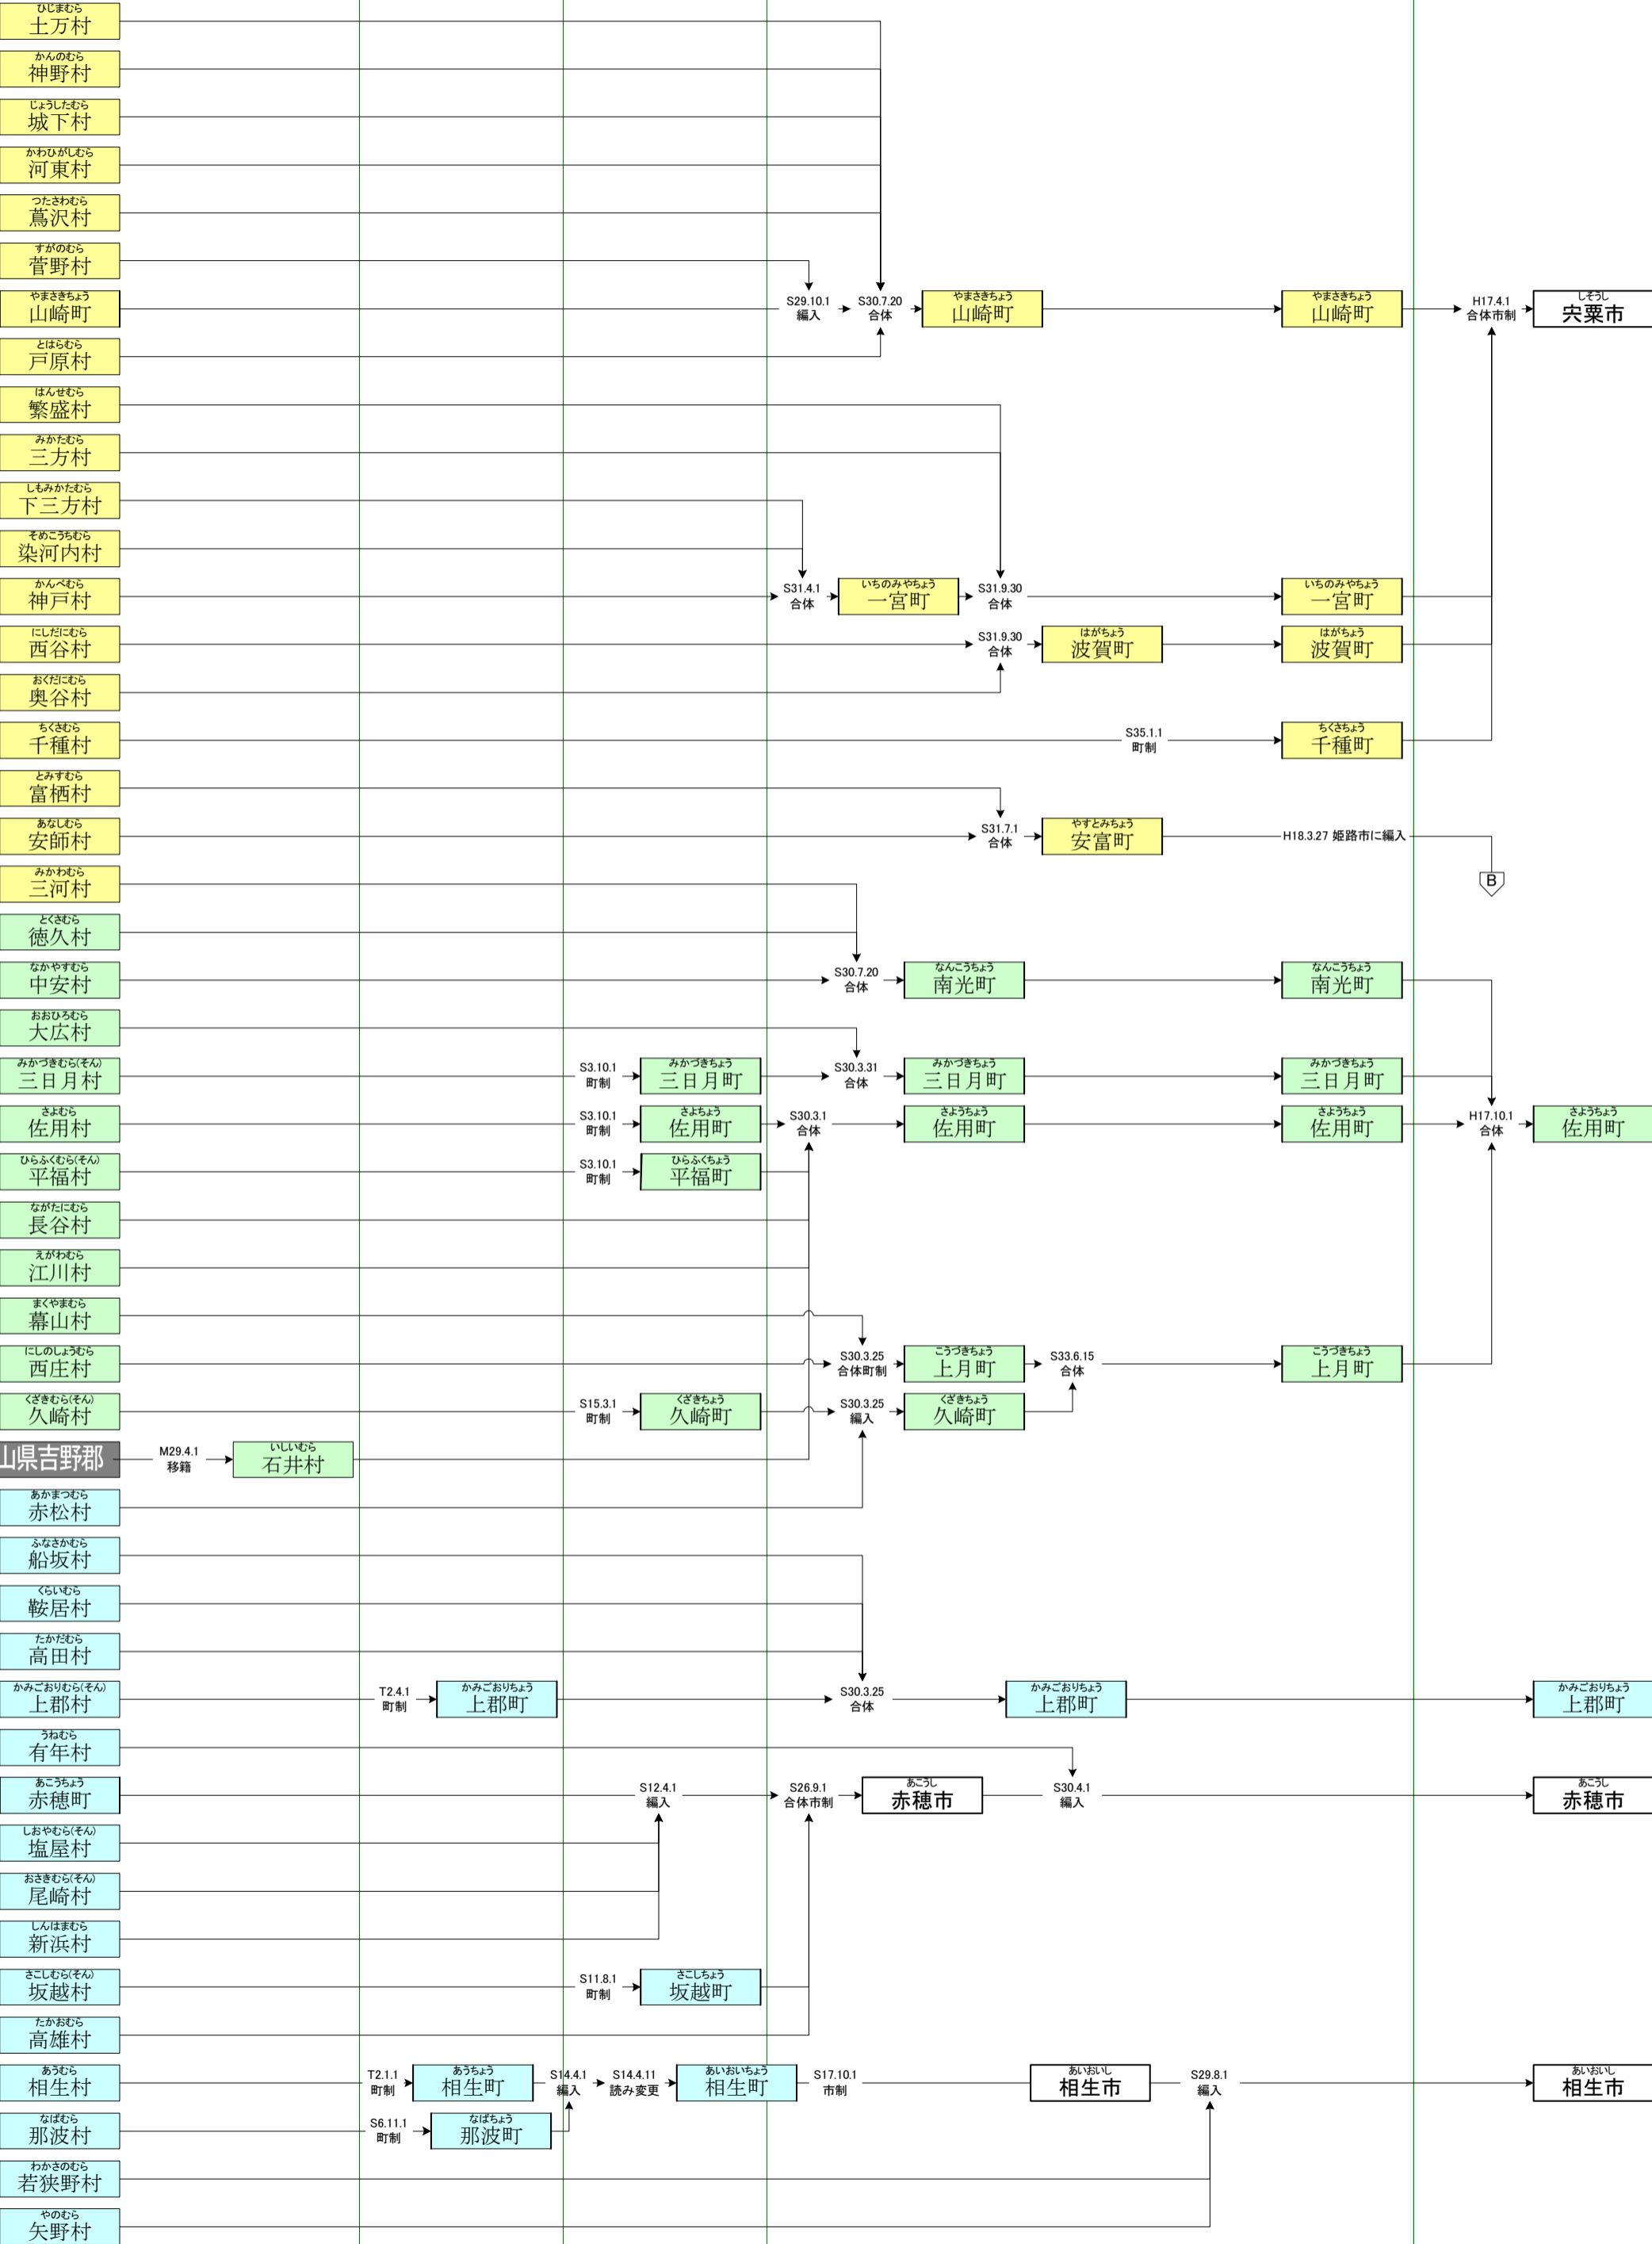 ひじまむら
土万村
かんのむら
神野村
じょうしたむら
城下村
かわひがしむら
河東村
つたさわむら
蔦沢村
すがのむら
菅野村
やまさきちょう
山崎町
S29.10.1
編入
S30.7.20
合体
やまさきちょう
山崎町
やまさきちょう
山崎町
H17.4.1
合体市制
しそうし
宍粟市
とはらむら
戸原村
はんせむら
繁盛村
みかたむら
三方村
しもみかたむら
下三方村
そめこうちむら
染河内村
かんべむら
神戸村
S31.4.1
合体
いちのみやちょう
一宮町
S31.9.30
合体
いちのみやちょう
一宮町
にしだにむら
西谷村
S31.9.30
合体
はがちょう
波賀町
はがちょう
波賀町
おくだにむら
奥谷村
ちくさむら
千種村
S35.1.1
町制
ちくさちょう
千種町
とみすむら
富栖村
あなしむら
安師村
S31.7.1
合体
やすとみちょう
安富町
H18.3.27 姫路市に編入
B
みかわむら
三河村
とくさむら
徳久村
なかやすむら
中安村
S30.7.20
合体
なんこうちょう
南光町
なんこうちょう
南光町
おおひろむら
大広村
みかづきむら(そん)
三日月村
S3.10.1
町制
みかづきちょう
三日月町
S30.3.31
合体
みかづきちょう
三日月町
みかづきちょう
三日月町
さよむら
佐用村
S3.10.1
町制
さよちょう
佐用町
S30.3.1
合体
さようちょう
佐用町
さようちょう
佐用町
H17.10.1
合体
さようちょう
佐用町
ひらふくむら(そん)
平福村
S3.10.1
町制
ひらふくちょう
平福町
ながたにむら
長谷村
えがわむら
江川村
まくやまむら
幕山村
にしのしょうむら
西庄村
S30.3.25
合体町制
こうづきちょう
上月町
S33.6.15
合体
こうづきちょう
上月町
くざきむら(そん)
久崎村
S15.3.1
町制
くざきちょう
久崎町
S30.3.25
編入
くざきちょう
久崎町
山県吉野郡
M29.4.1
移籍
いしいむら
石井村
あかまつむら
赤松村
ふなさかむら
船坂村
くらいむら
鞍居村
たかだむら
高田村
かみごおりむら(そん)
上郡村
T2.4.1
町制
かみごおりちょう
上郡町
S30.3.25
合体
かみごおりちょう
上郡町
かみごおりちょう
上郡町
うねむら
有年村
あこうちょう
赤穂町
S12.4.1
編入
S26.9.1
合体市制
あこうし
赤穂市
S30.4.1
編入
あこうし
赤穂市
しおやむら(そん)
塩屋村
おさきむら(そん)
尾崎村
しんはまむら
新浜村
さこしむら(そん)
坂越村
S11.8.1
町制
さこしちょう
坂越町
たかおむら
高雄村
あうむら
相生村
T2.1.1
町制
あうちょう
相生町
S14.4.1
編入
S14.4.11
読み変更
あいおいちょう
相生町
S17.10.1
市制
あいおいし
相生市
S29.8.1
編入
あいおいし
相生市
なばむら
那波村
S6.11.1
町制
なばちょう
那波町
わかさのむら
若狭野村
やのむら
矢野村